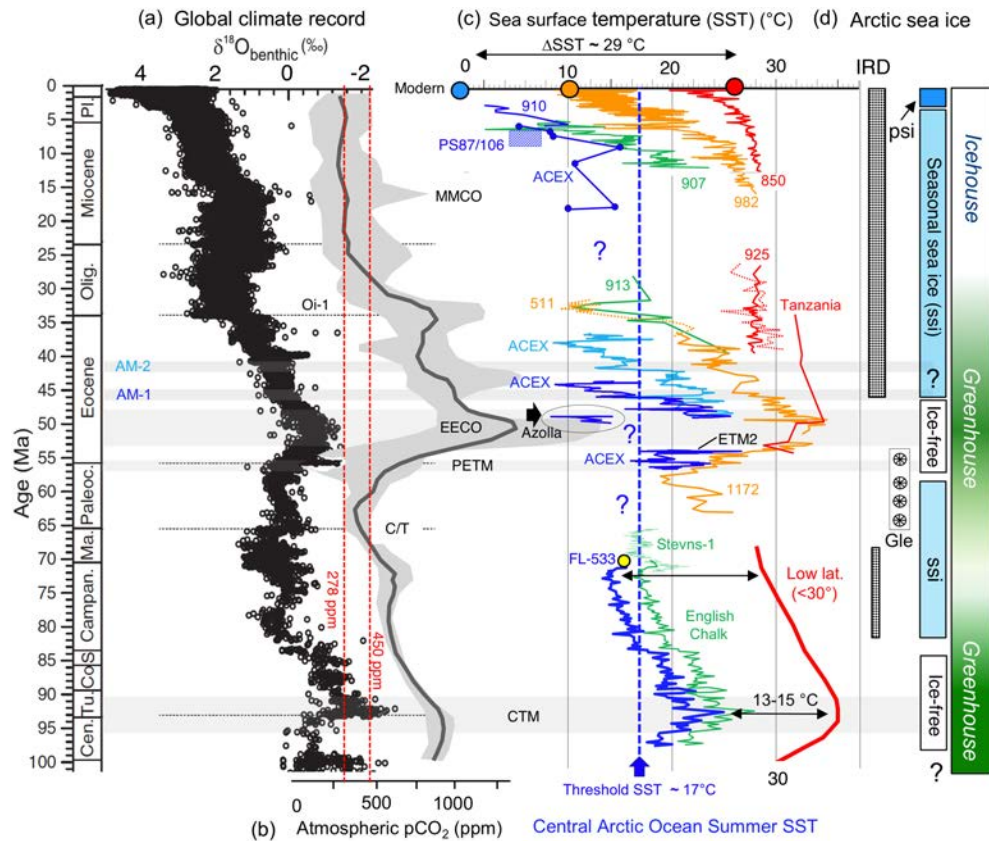 (a) Global climate record
δ¹⁸Obenthic (‰)
4 2 0 -2
(c) Sea surface temperature (SST) (°C)
ΔSST ~ 29 °C
0 10 20 30
(d) Arctic sea ice
IRD
Modern
psi
Age (Ma)
0
5
10
15
20
25
30
35
40
45
50
55
60
65
70
75
80
85
90
95
100
Pl.
Miocene
Olig.
Eocene
Paleoc.
Ma.
Campan.
S
Co
Tu
Cen.
AM-2
AM-1
MMCO
Oi-1
EECO
PETM
C/T
CTM
278 ppm
450 ppm
910
PS87/106
ACEX
907
982
850
?
925
913
511
Tanzania
ACEX
ACEX
Azolla
?
ETM2
ACEX
1172
?
Stevns-1
FL-533
Low lat.
(<30°)
English
Chalk
13-15 °C
30
Threshold SST ~ 17°C
Central Arctic Ocean Summer SST
Gle
Seasonal sea ice (ssi)
?
Ice-free
ssi
Ice-free
?
Icehouse
Greenhouse
Greenhouse
0 500 1000
(b) Atmospheric pCO₂ (ppm)